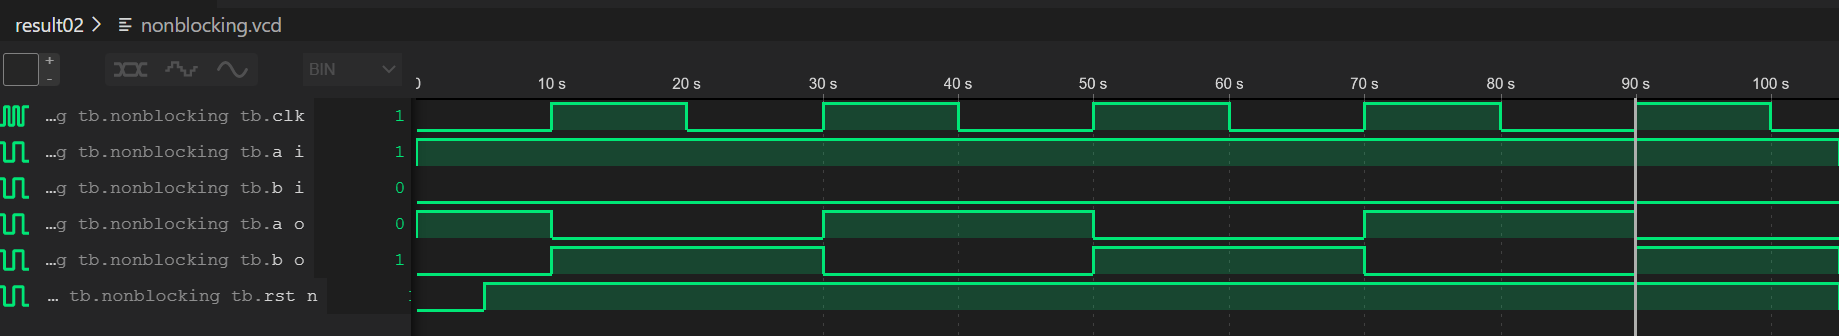 result02 > nonblocking.vcd
+
-
BIN
0 10 s 20 s 30 s 40 s 50 s 60 s 70 s 80 s 90 s 100 s
…g tb.nonblocking tb.clk 1
…g tb.nonblocking tb.a i 1
…g tb.nonblocking tb.b i 0
…g tb.nonblocking tb.a o 0
…g tb.nonblocking tb.b o 1
… tb.nonblocking tb.rst n 1